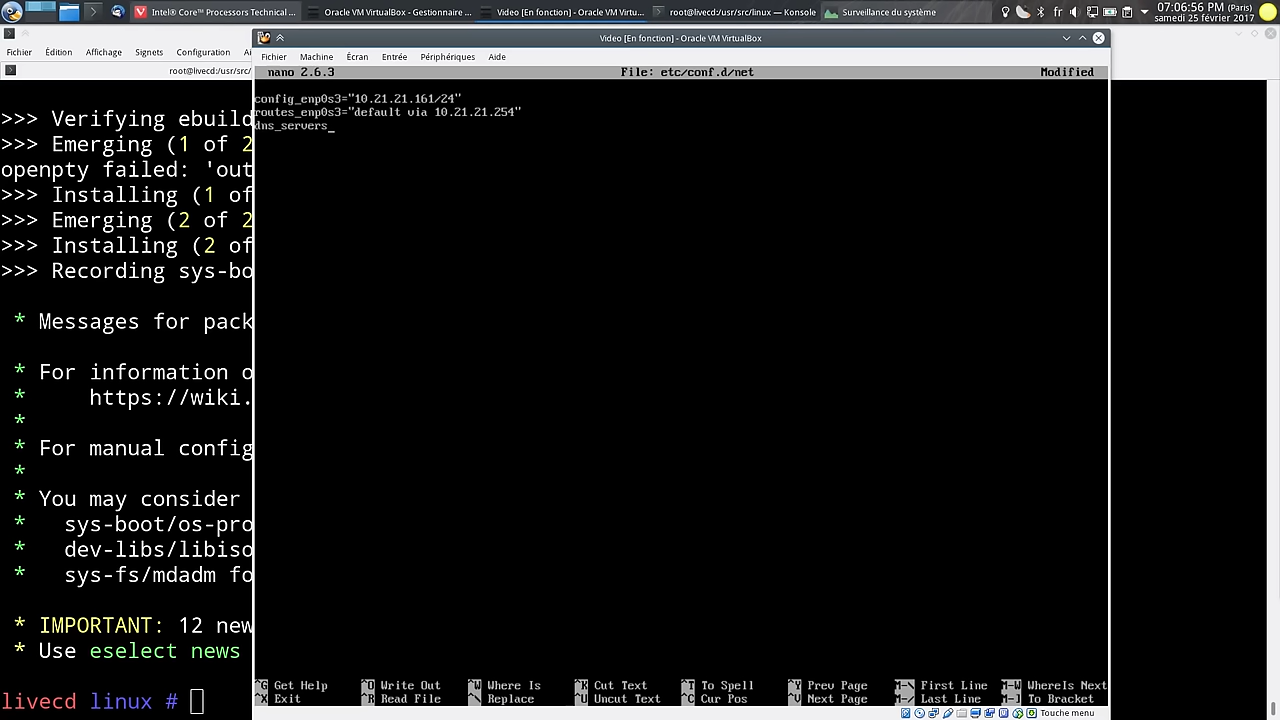 Intel® Core™ Processors Technical ...
Oracle VM VirtualBox - Gestionnaire ...
Video [En fonction] - Oracle VM Virtu...
root@livecd:/usr/src/linux — Konsole
Surveillance du système
fr
07:06:56 PM (Paris)
samedi 25 février 2017
Fichier Édition Affichage Signets Configuration
root@livecd:/usr/src/
Video [En fonction] - Oracle VM VirtualBox
Fichier Machine Écran Entrée Périphériques Aide
nano 2.6.3 File: etc/conf.d/net Modified
config_enp0s3="10.21.21.161/24"
routes_enp0s3="default via 10.21.21.254"
dns_servers_
>>> Verifying ebuild
>>> Emerging (1 of 2
openpty failed: 'out
>>> Installing (1 of
>>> Emerging (2 of 2
>>> Installing (2 of
>>> Recording sys-bo
* Messages for pack
* For information o
* https://wiki.
*
* For manual config
*
* You may consider
* sys-boot/os-pro
* dev-libs/libiso
* sys-fs/mdadm fo
* IMPORTANT: 12 new
* Use eselect news
livecd linux #
^G Get Help ^O Write Out ^W Where Is ^K Cut Text ^T To Spell ^Y Prev Page M-\ First Line M-W WhereIs Next
^X Exit ^R Read File ^\ Replace ^U Uncut Text ^C Cur Pos ^V Next Page M-/ Last Line M-] To Bracket
Touche menu